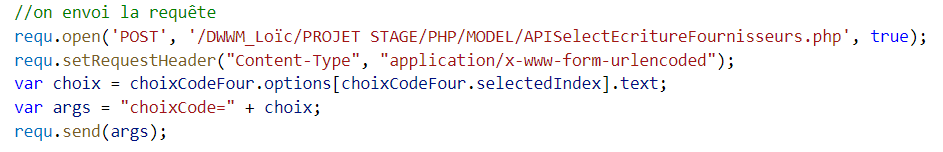 //on envoi la requête
requ.open('POST', '/DWWM_Loïc/PROJET STAGE/PHP/MODEL/APISelectEcritureFournisseurs.php', true);
requ.setRequestHeader("Content-Type", "application/x-www-form-urlencoded");
var choix = choixCodeFour.options[choixCodeFour.selectedIndex].text;
var args = "choixCode=" + choix;
requ.send(args);